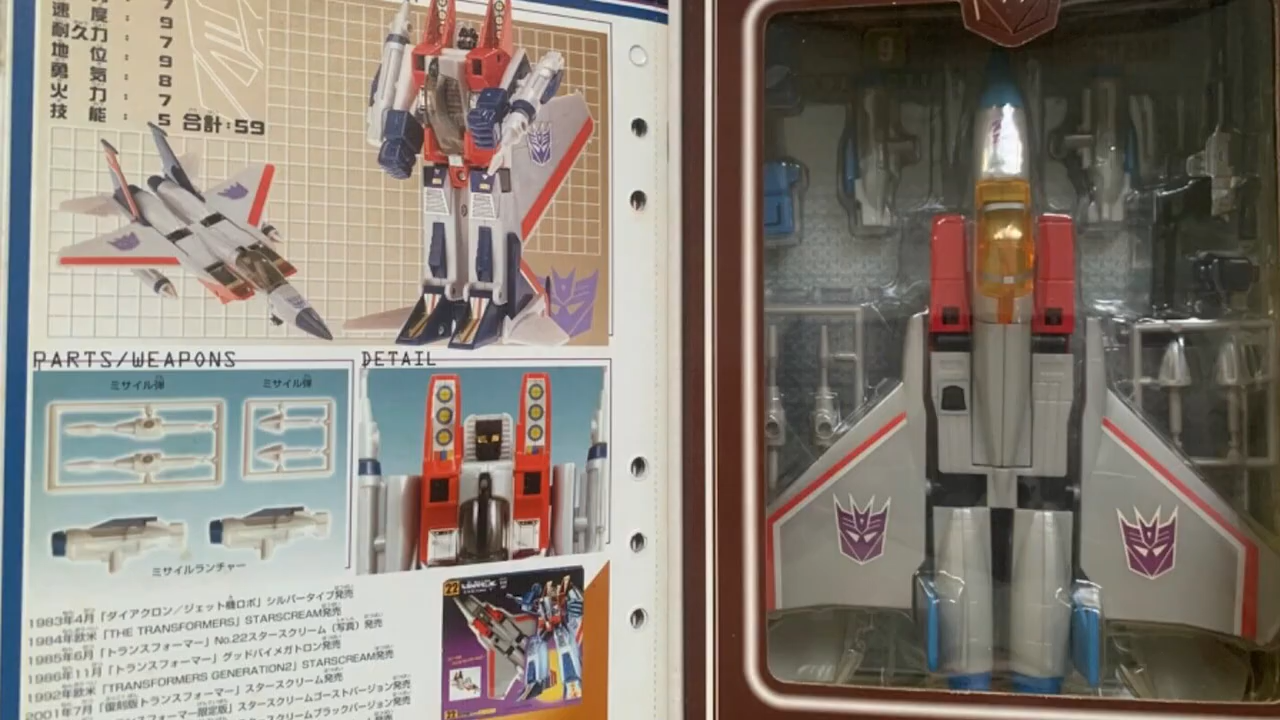 速 度 : 9
耐 久 力 : 7
地 位 : 9
勇 気 : 8
火 力 : 7
技 能 : 5 合計:59
PARTS/WEAPONS
ミサイル弾
ミサイル弾
ミサイルランチャー
DETAIL
22
22
1983年4月「ダイアクロン/ジェット機ロボ」シルバータイプ発売
1984年欧米「THE TRANSFORMERS」STARSCREAM発売
1985年6月「トランスフォーマー」No.22スタースクリーム（写真）発売
1986年11月「トランスフォーマー」グッドバイメガトロン発売
1992年欧米「TRANSFORMERS GENERATION2」STARSCREAM発売
2001年7月「復刻版トランスフォーマー」スタースクリーム発売
ンスフォーマー限定版」スタースクリームゴーストバージョン発売
スクリームブラックバージョン発売